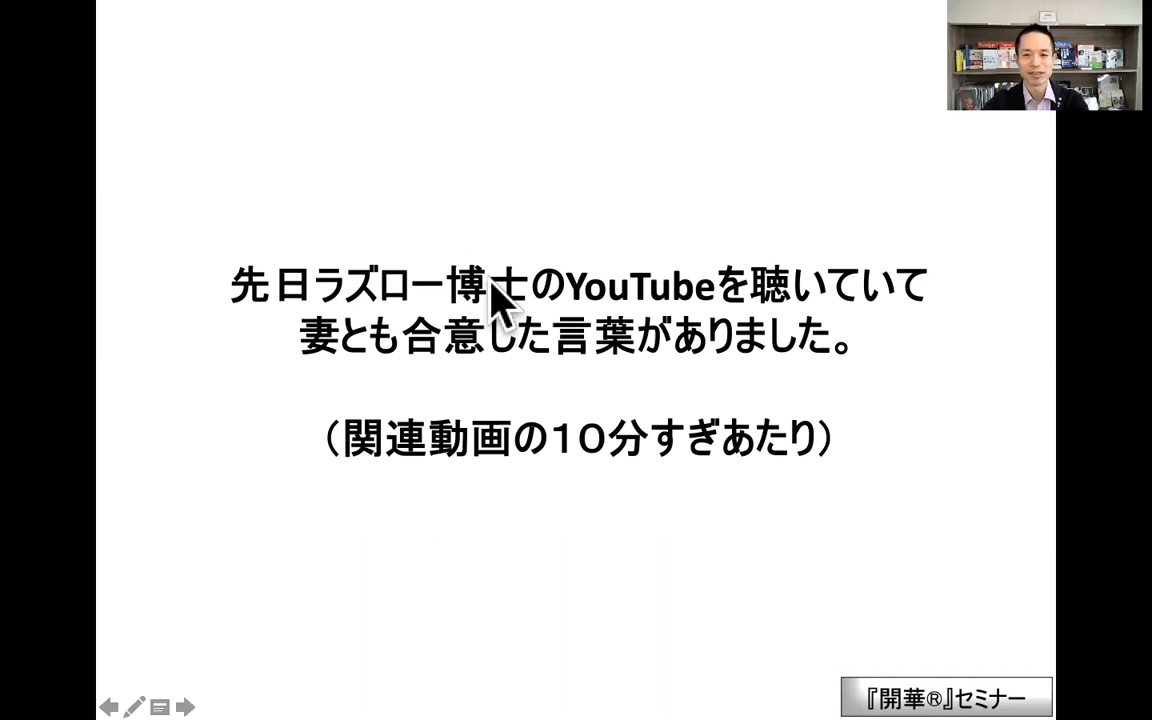 先日ラズロー博士のYouTubeを聴いていて
妻とも合意した言葉がありました。
（関連動画の１０分すぎあたり）
『開華®』セミナー